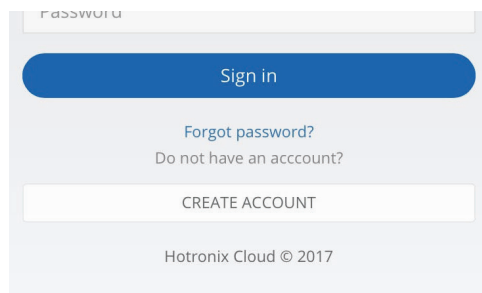 Password
Sign in
Forgot password?
Do not have an acccount?
CREATE ACCOUNT
Hotronix Cloud © 2017